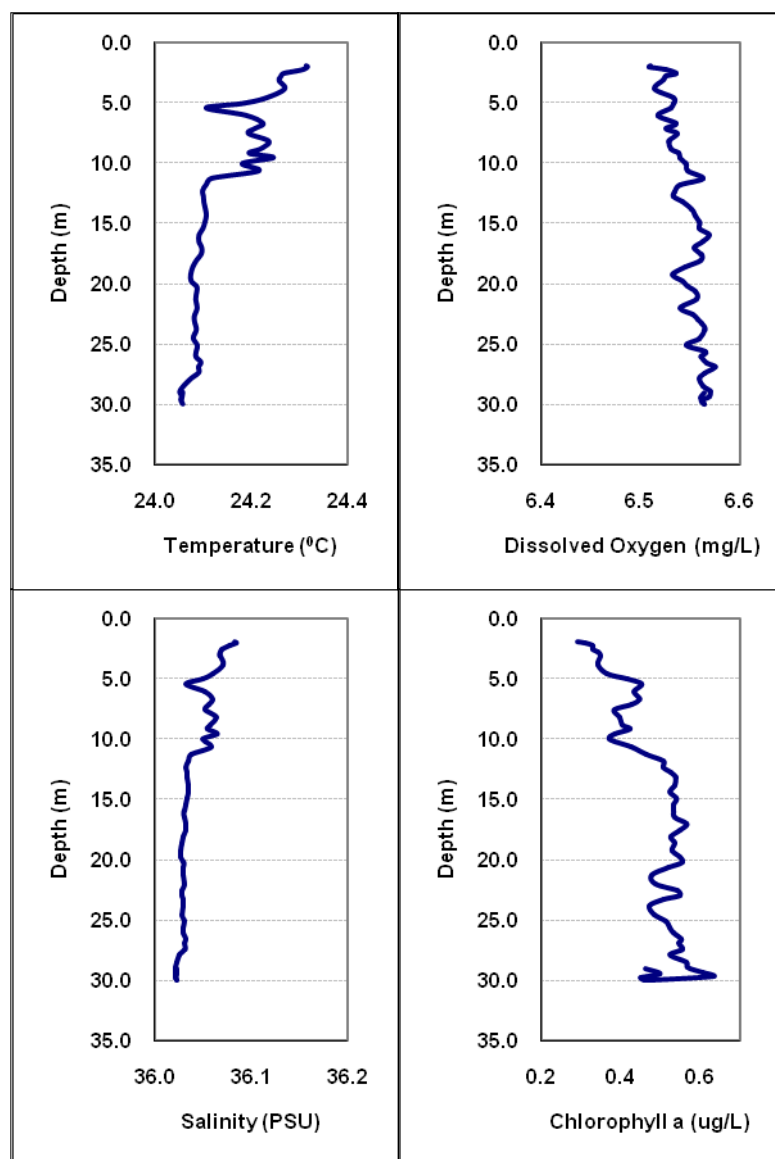 0.0
5.0
10.0
15.0
20.0
25.0
30.0
35.0
Depth (m)
24.0 24.2 24.4
Temperature (⁰C)
0.0
5.0
10.0
15.0
20.0
25.0
30.0
35.0
Depth (m)
6.4 6.5 6.6
Dissolved Oxygen (mg/L)
0.0
5.0
10.0
15.0
20.0
25.0
30.0
35.0
Depth (m)
36.0 36.1 36.2
Salinity (PSU)
0.0
5.0
10.0
15.0
20.0
25.0
30.0
35.0
Depth (m)
0.2 0.4 0.6
Chlorophyll a (ug/L)